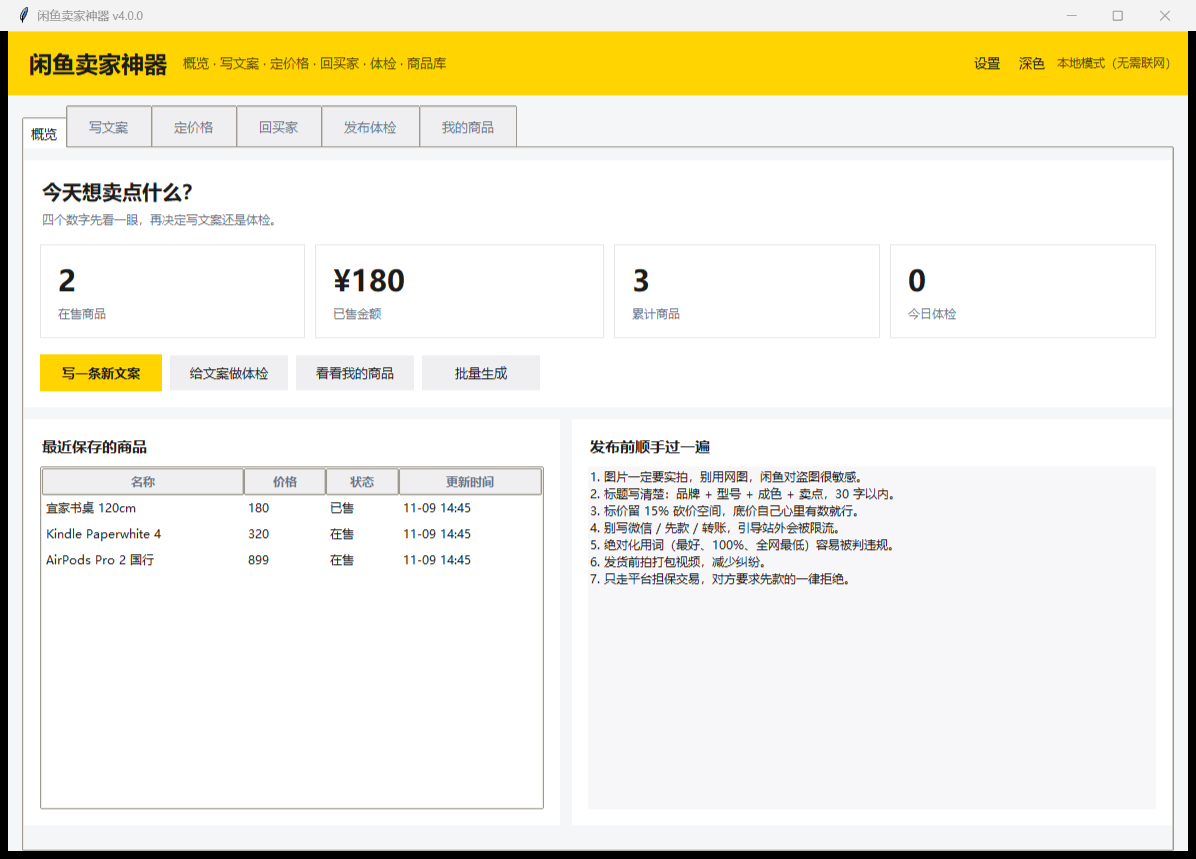 闲鱼卖家神器 v4.0.0
闲鱼卖家神器 概览 · 写文案 · 定价格 · 回买家 · 体检 · 商品库 设置 深色 本地模式（无需联网）
概览 写文案 定价格 回买家 发布体检 我的商品
今天想卖点什么？
四个数字先看一眼，再决定写文案还是体检。
2 ¥180 3 0
在售商品 已售金额 累计商品 今日体检
写一条新文案 给文案做体检 看看我的商品 批量生成
最近保存的商品
名称 价格 状态 更新时间
宜家书桌 120cm 180 已售 11-09 14:45
Kindle Paperwhite 4 320 在售 11-09 14:45
AirPods Pro 2 国行 899 在售 11-09 14:45
发布前顺手过一遍
1. 图片一定要实拍，别用网图，闲鱼对盗图很敏感。
2. 标题写清楚：品牌 + 型号 + 成色 + 卖点，30 字以内。
3. 标价留 15% 砍价空间，底价自己心里有数就行。
4. 别写微信 / 先款 / 转账，引导站外会被限流。
5. 绝对化用词（最好、100%、全网最低）容易被判违规。
6. 发货前拍打包视频，减少纠纷。
7. 只走平台担保交易，对方要求先款的一律拒绝。